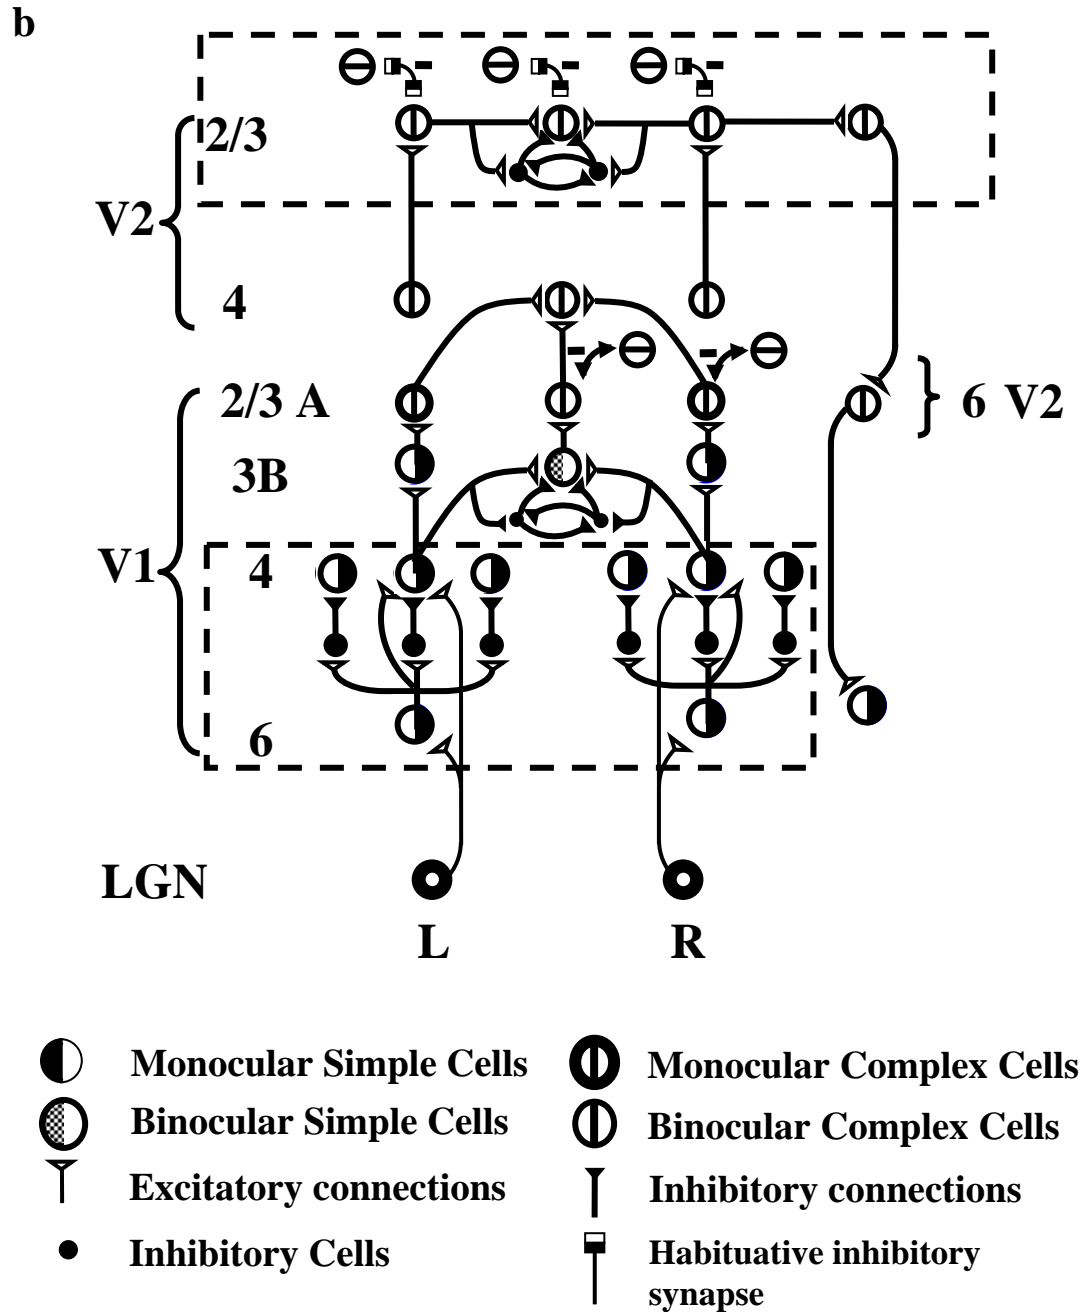 b
2/3
V2
4
2/3 A
6 V2
3B
V1
4
6
LGN
L R
Monocular Simple Cells
Monocular Complex Cells
Binocular Simple Cells
Binocular Complex Cells
Excitatory connections
Inhibitory connections
Inhibitory Cells
Habituative inhibitory
synapse